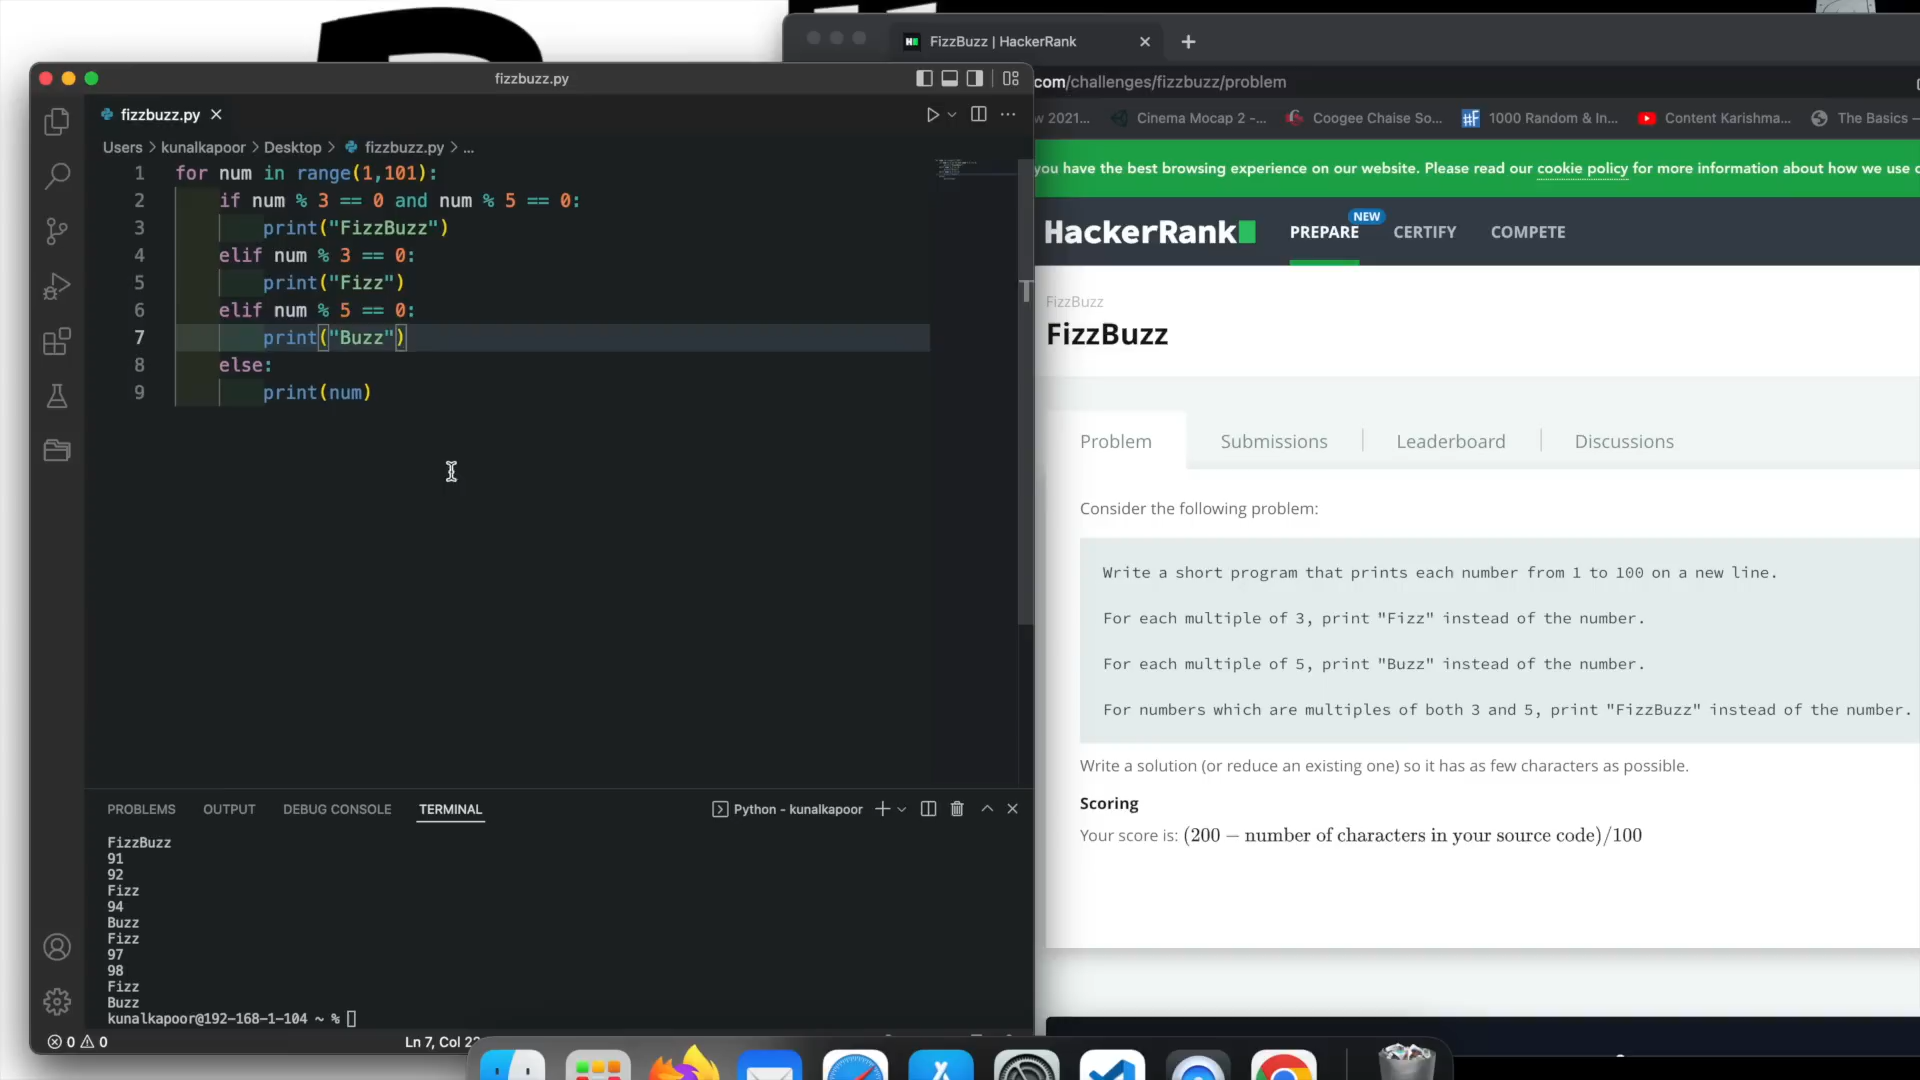 fizzbuzz.py
fizzbuzz.py
Users > kunalkapoor > Desktop > fizzbuzz.py > ...
1 for num in range(1,101):
2 if num % 3 == 0 and num % 5 == 0:
3 print("FizzBuzz")
4 elif num % 3 == 0:
5 print("Fizz")
6 elif num % 5 == 0:
7 print("Buzz")
8 else:
9 print(num)
PROBLEMS OUTPUT DEBUG CONSOLE TERMINAL Python - kunalkapoor
FizzBuzz
91
92
Fizz
94
Buzz
Fizz
97
98
Fizz
Buzz
kunalkapoor@192-168-1-104 ~ %
0 0 Ln 7, Col
FizzBuzz | HackerRank
com/challenges/fizzbuzz/problem
w 2021... Cinema Mocap 2 -... Coogee Chaise So... 1000 Random & In... Content Karishma... The Basics –
you have the best browsing experience on our website. Please read our cookie policy for more information about how we use
HackerRank PREPARE NEW CERTIFY COMPETE
FizzBuzz
FizzBuzz
Problem Submissions Leaderboard Discussions
Consider the following problem:
Write a short program that prints each number from 1 to 100 on a new line.
For each multiple of 3, print "Fizz" instead of the number.
For each multiple of 5, print "Buzz" instead of the number.
For numbers which are multiples of both 3 and 5, print "FizzBuzz" instead of the number.
Write a solution (or reduce an existing one) so it has as few characters as possible.
Scoring
Your score is: (200 − number of characters in your source code)/100